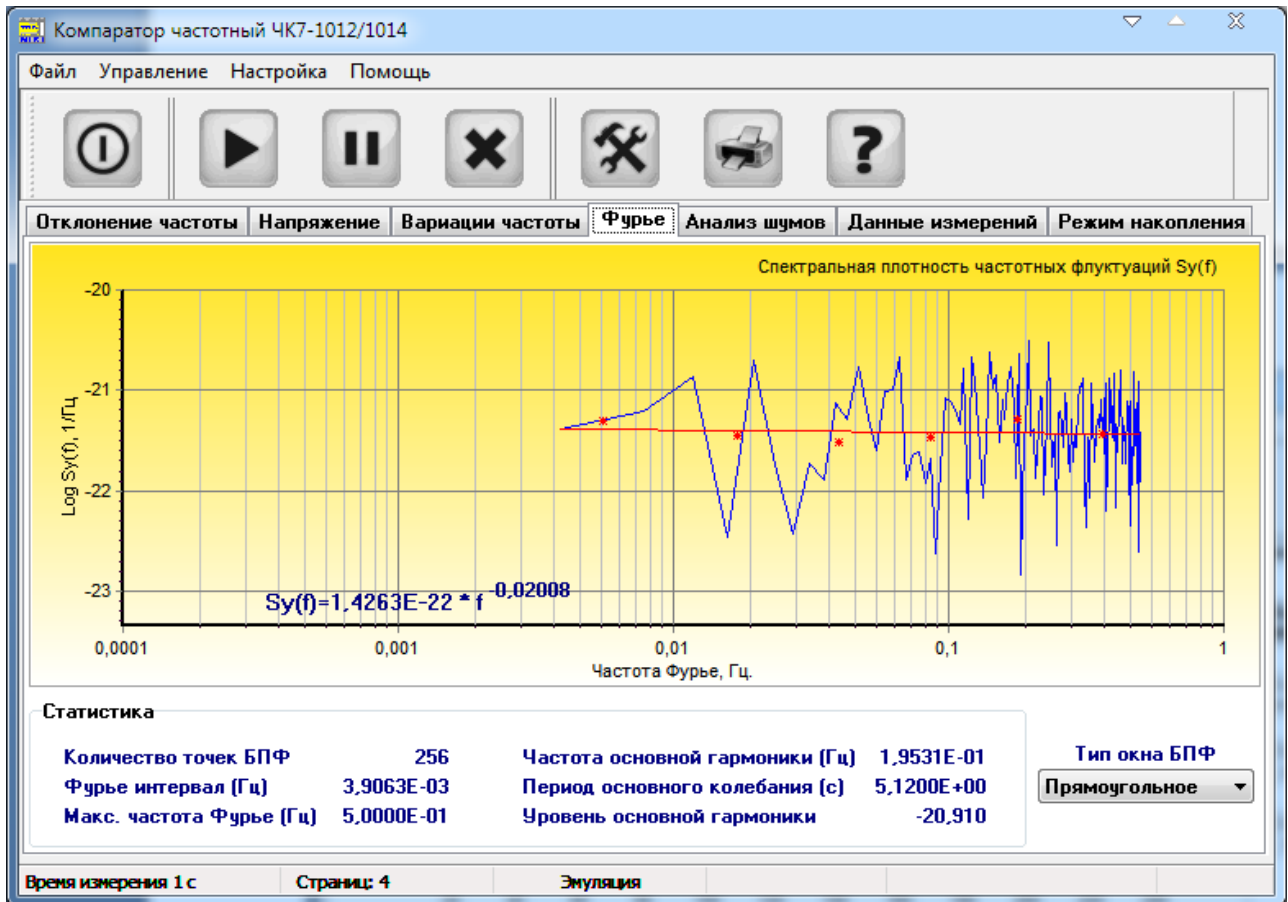 Компаратор частотный ЧК7-1012/1014
Файл Управление Настройка Помощь
Отклонение частоты Напряжение Вариации частоты Фурье Анализ шумов Данные измерений Режим накопления
Спектральная плотность частотных флуктуаций Sy(f)
-20
-21
-22
-23
Log Sy(f), 1/Гц
Sy(f)=1,4263E-22 * f -0,02008
0,0001 0,001 0,01 0,1 1
Частота Фурье, Гц.
Статистика
Количество точек БПФ 256 Частота основной гармоники (Гц) 1,9531E-01 Тип окна БПФ
Фурье интервал (Гц) 3,9063E-03 Период основного колебания (с) 5,1200E+00 Прямоугольное
Макс. частота Фурье (Гц) 5,0000E-01 Уровень основной гармоники -20,910
Время измерения 1 с Страниц: 4 Эмуляция